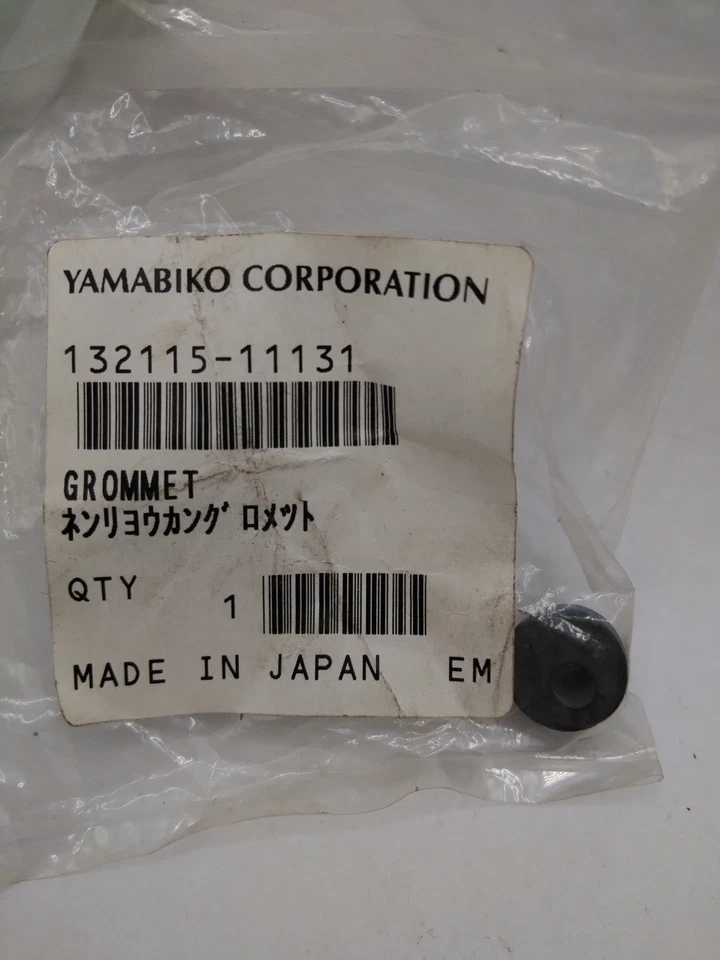 YAMABIKO CORPORATION
132115-11131
GROMMET
ネンリヨウカングロメツト
QTY 1
MADE IN JAPAN EM